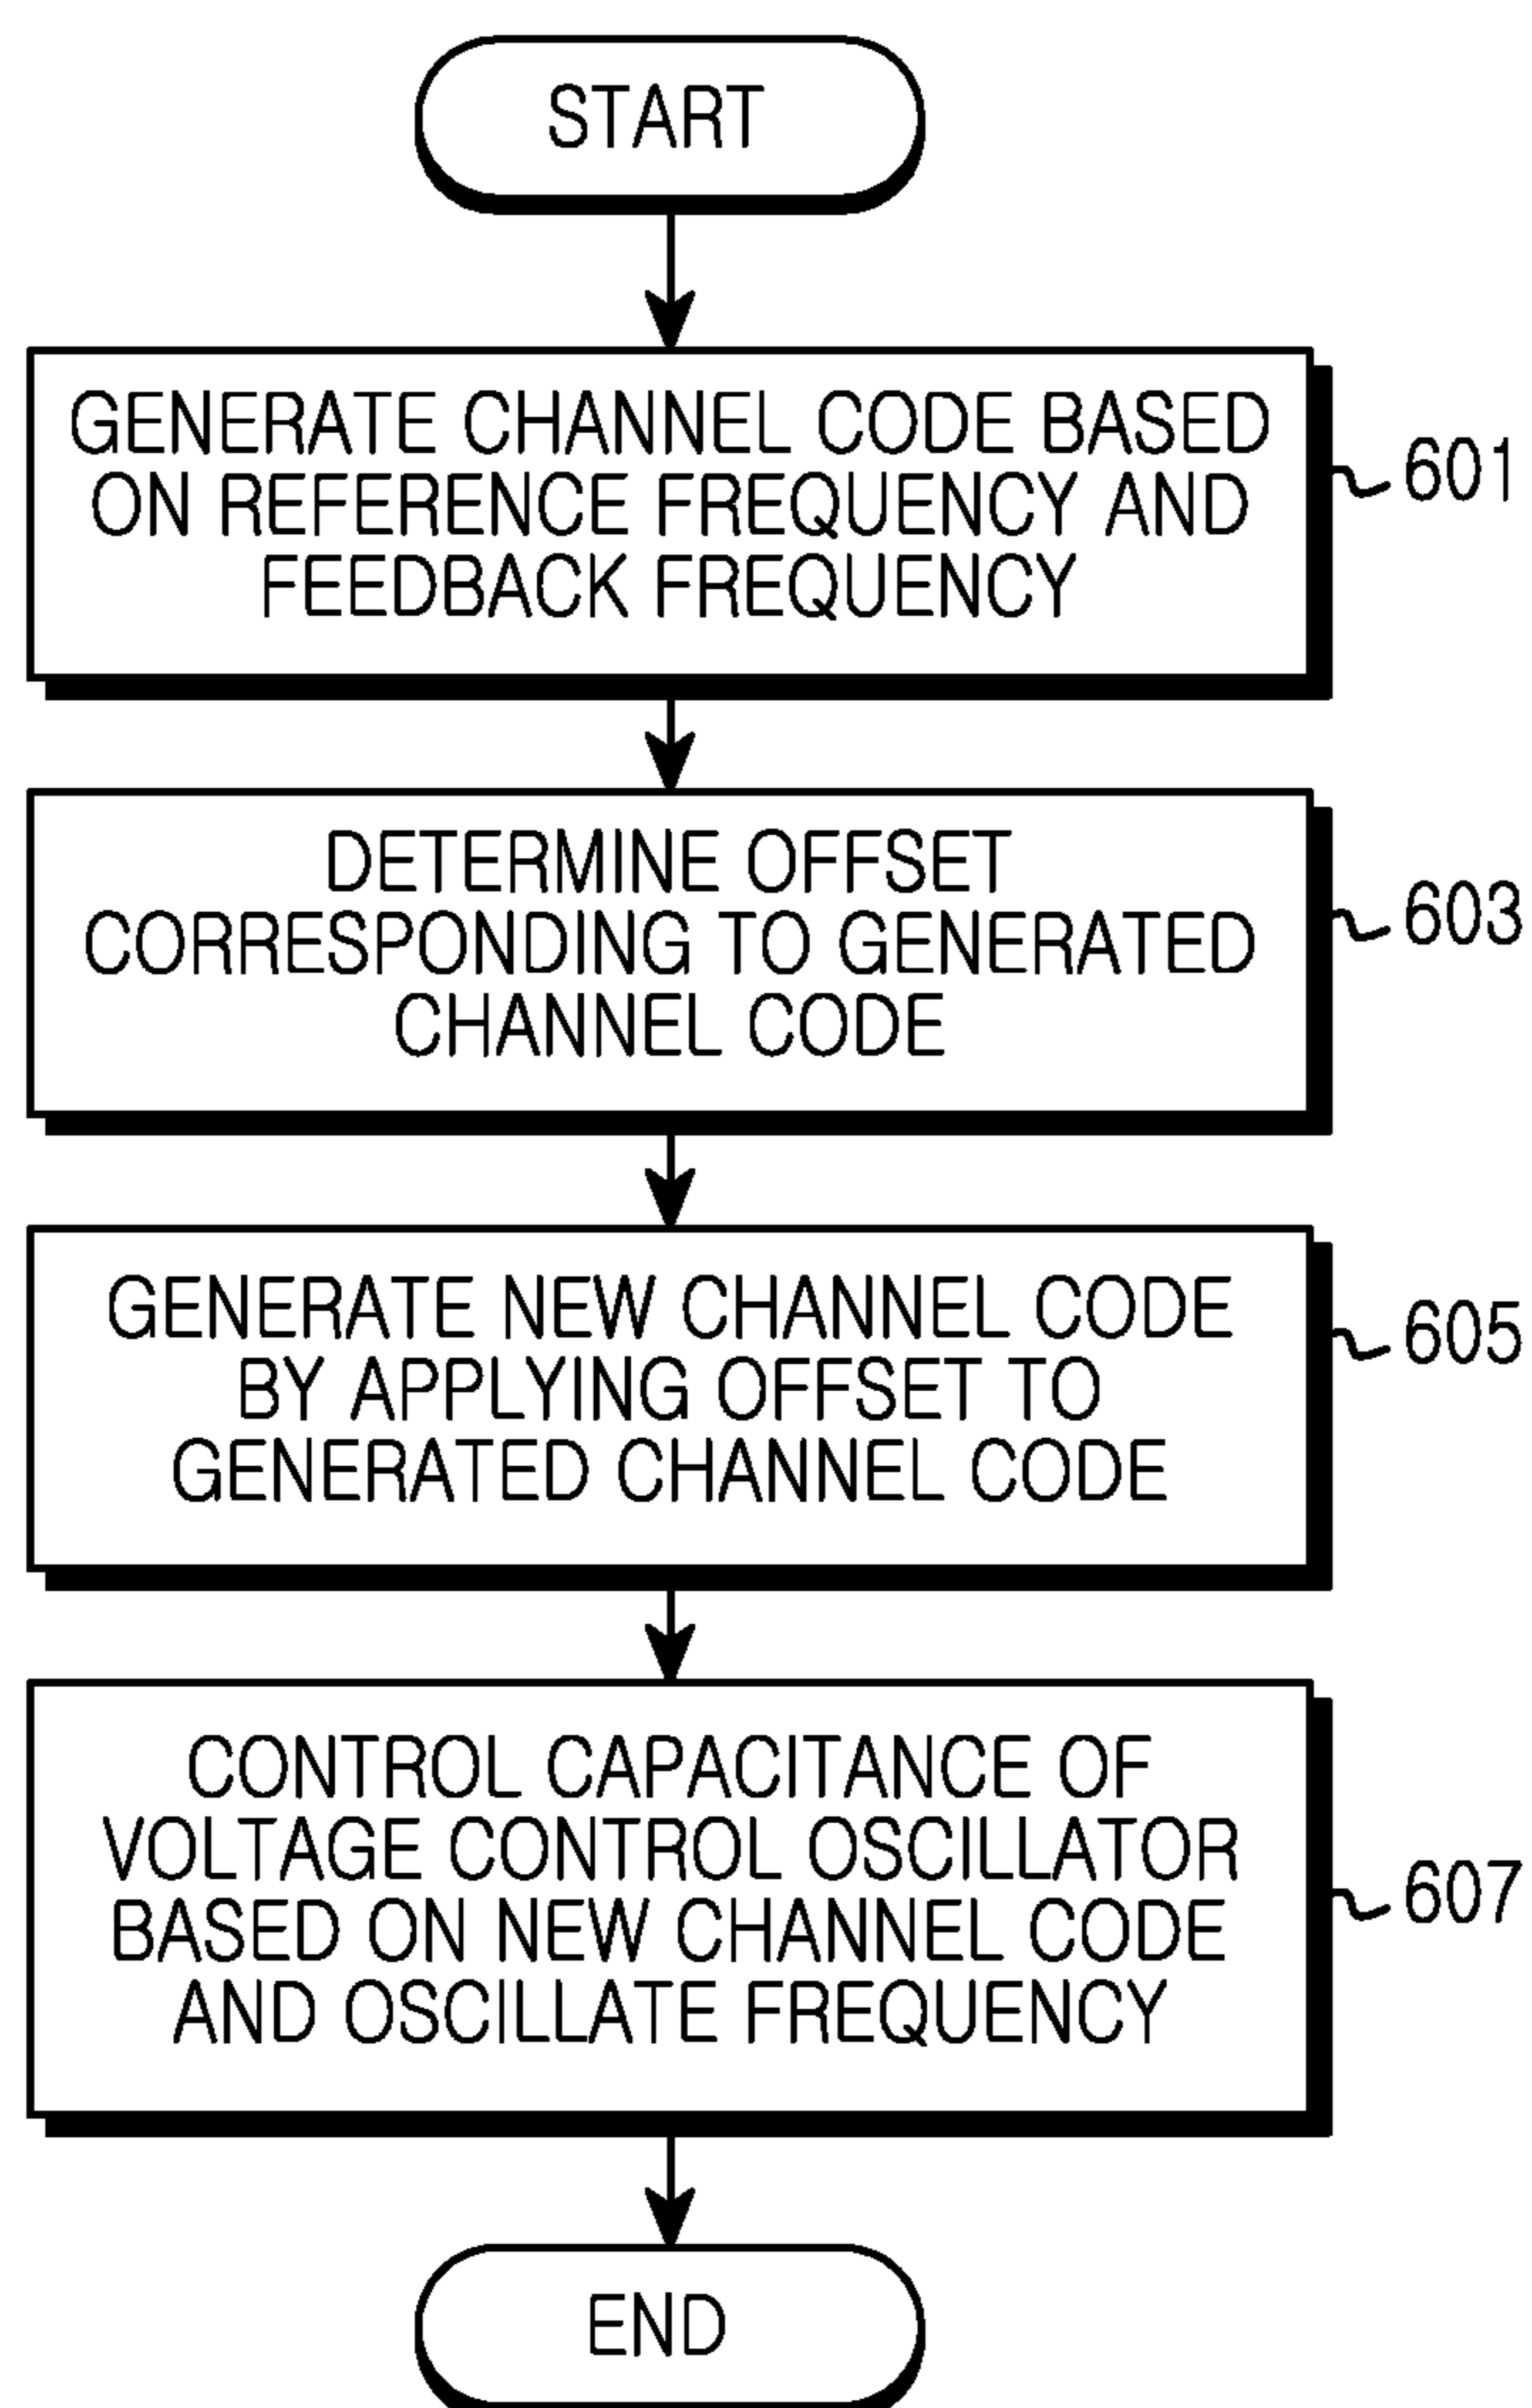 START
GENERATE CHANNEL CODE BASED
ON REFERENCE FREQUENCY AND
FEEDBACK FREQUENCY
601
DETERMINE OFFSET
CORRESPONDING TO GENERATED
CHANNEL CODE
603
GENERATE NEW CHANNEL CODE
BY APPLYING OFFSET TO
GENERATED CHANNEL CODE
605
CONTROL CAPACITANCE OF
VOLTAGE CONTROL OSCILLATOR
BASED ON NEW CHANNEL CODE
AND OSCILLATE FREQUENCY
607
END